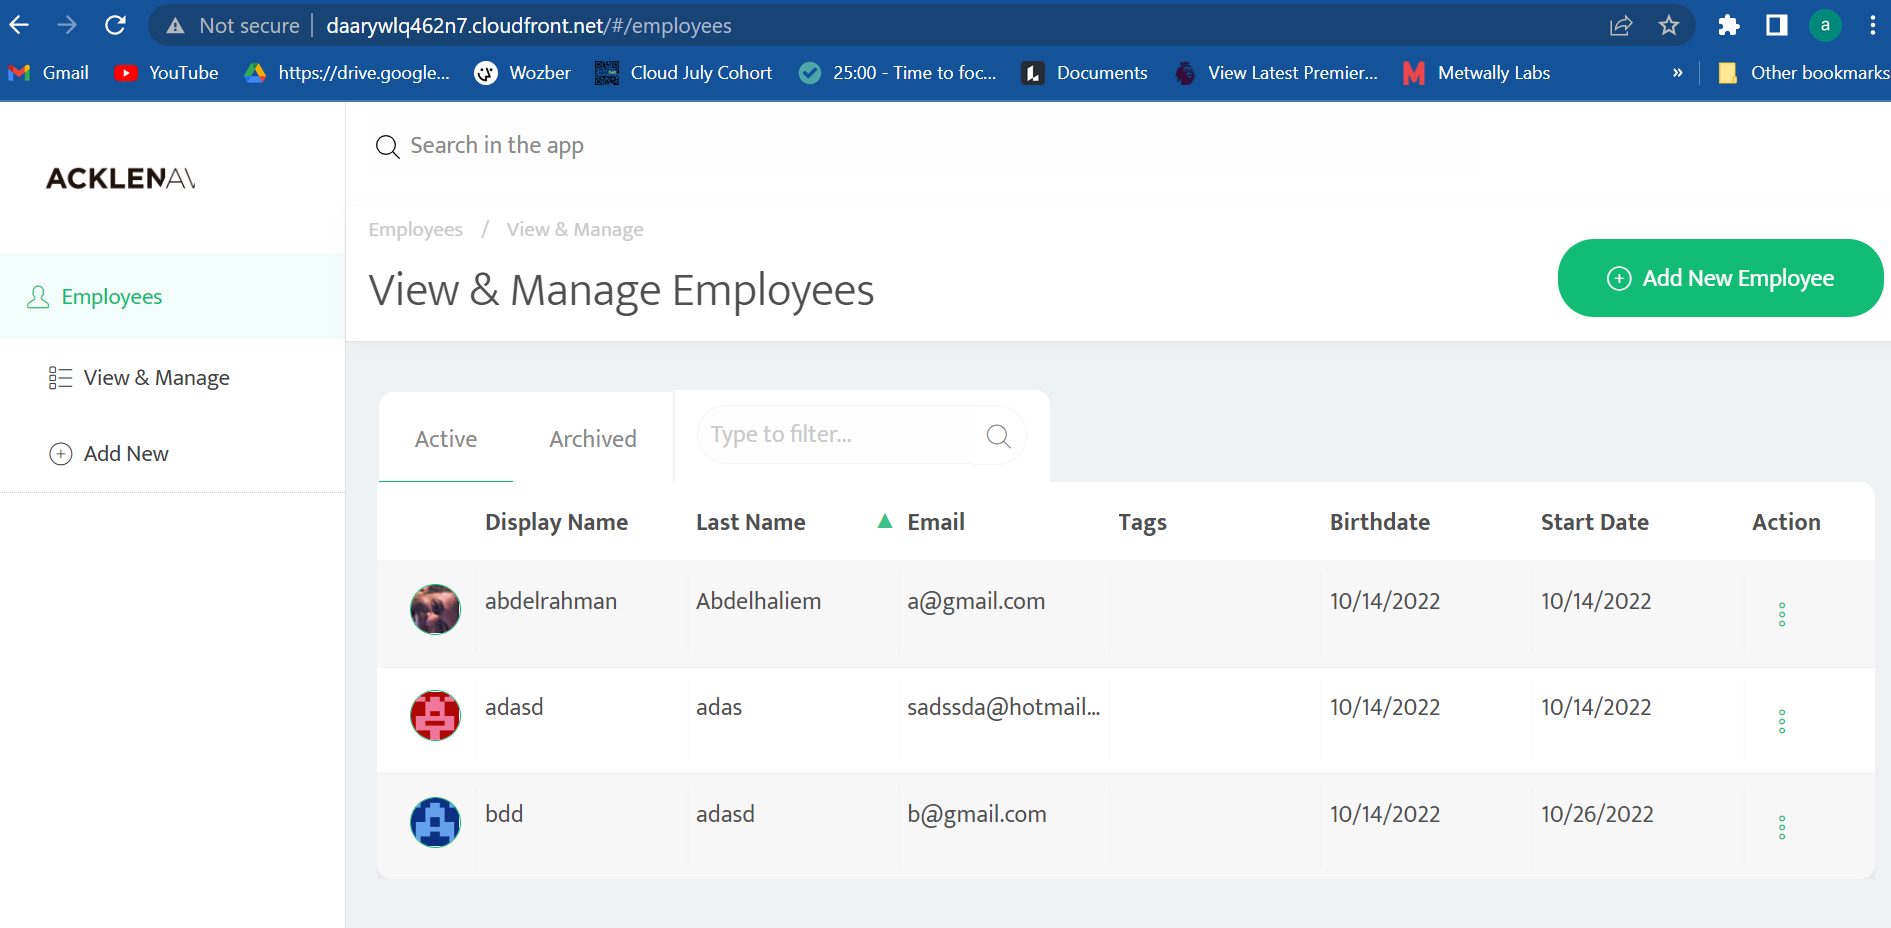 Not secure daarywlq462n7.cloudfront.net/#/employees a
Gmail YouTube https://drive.google... Wozber Cloud July Cohort 25:00 - Time to foc... Documents View Latest Premier... Metwally Labs » Other bookmarks
Search in the app
ACKLENAV
Employees / View & Manage
View & Manage Employees
Add New Employee
Employees
View & Manage
Add New
Active Archived Type to filter...
Display Name Last Name Email Tags Birthdate Start Date Action
abdelrahman Abdelhaliem a@gmail.com 10/14/2022 10/14/2022
adasd adas sadssda@hotmail... 10/14/2022 10/14/2022
bdd adasd b@gmail.com 10/14/2022 10/26/2022